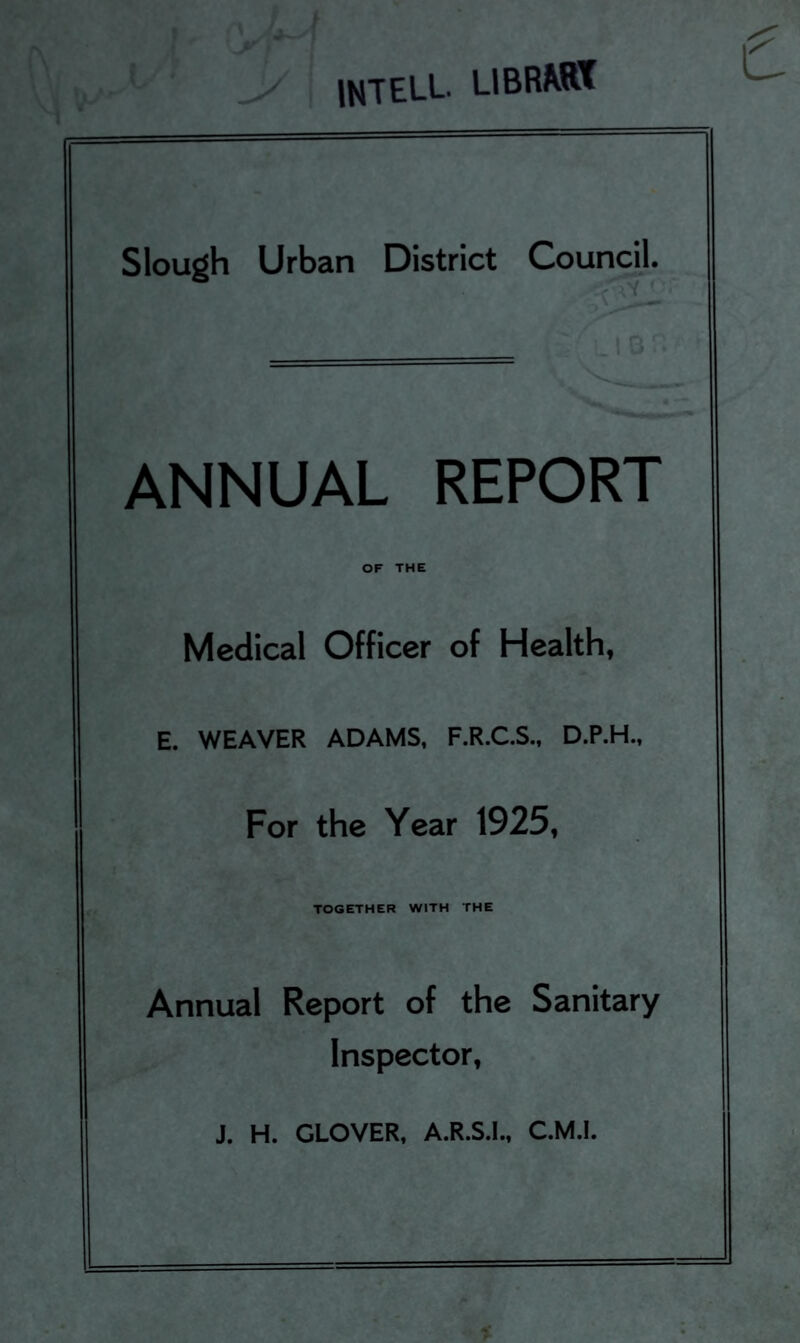 INTELL. LIBRARY
Slough Urban District Council.
ANNUAL REPORT
OF THE
Medical Officer of Health,
E. WEAVER ADAMS, F.R.C.S., D.P.H.,
For the Year 1925,
TOGETHER WITH THE
Annual Report of the Sanitary
Inspector,
J. H. GLOVER, A.R.S.I., C.M.I.